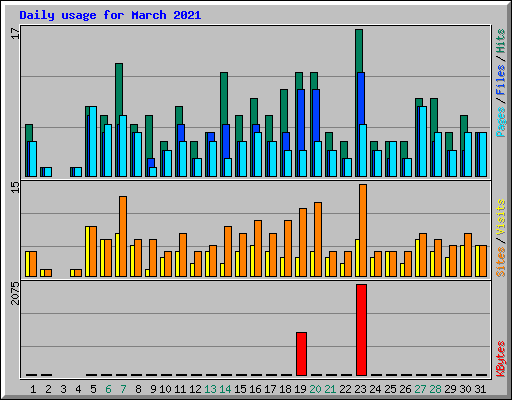 Daily usage for March 2021
17
Pages / Files / Hits
15
Sites / Visits
2075
KBytes
1 2 3 4 5 6 7 8 9 10 11 12 13 14 15 16 17 18 19 20 21 22 23 24 25 26 27 28 29 30 31